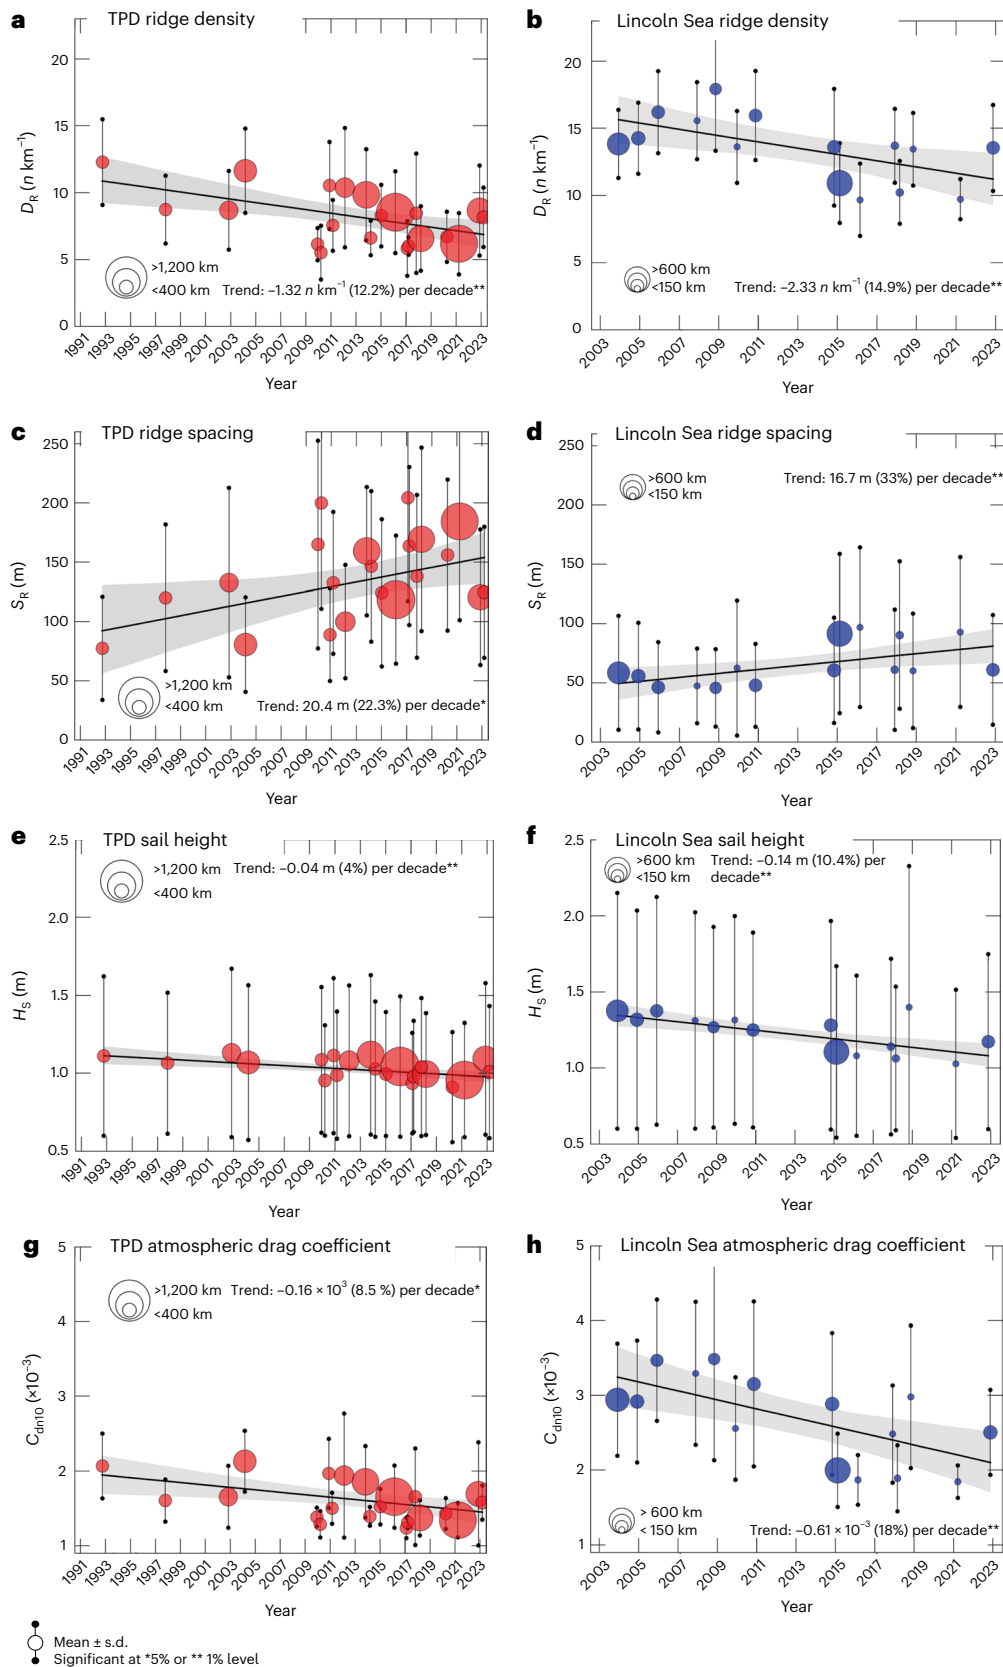 a TPD ridge density
D_R (n km⁻¹)
20
15
10
5
0
>1,200 km
<400 km
Trend: −1.32 n km⁻¹ (12.2%) per decade**
1991 1993 1995 1997 1999 2001 2003 2005 2007 2009 2011 2013 2015 2017 2019 2021 2023
Year
b Lincoln Sea ridge density
D_R (n km⁻¹)
20
15
10
5
0
>600 km
<150 km
Trend: −2.33 n km⁻¹ (14.9%) per decade**
2003 2005 2007 2009 2011 2013 2015 2017 2019 2021 2023
Year
c TPD ridge spacing
S_R (m)
250
200
150
100
50
0
>1,200 km
<400 km
Trend: 20.4 m (22.3%) per decade*
1991 1993 1995 1997 1999 2001 2003 2005 2007 2009 2011 2013 2015 2017 2019 2021 2023
Year
d Lincoln Sea ridge spacing
S_R (m)
250
200
150
100
50
0
>600 km
<150 km
Trend: 16.7 m (33%) per decade**
2003 2005 2007 2009 2011 2013 2015 2017 2019 2021 2023
Year
e TPD sail height
H_S (m)
2.5
2.0
1.5
1.0
0.5
>1,200 km
<400 km
Trend: −0.04 m (4%) per decade**
1991 1993 1995 1997 1999 2001 2003 2005 2007 2009 2011 2013 2015 2017 2019 2021 2023
Year
f Lincoln Sea sail height
H_S (m)
2.5
2.0
1.5
1.0
0.5
>600 km
<150 km
Trend: −0.14 m (10.4%) per
decade**
2003 2005 2007 2009 2011 2013 2015 2017 2019 2021 2023
Year
g TPD atmospheric drag coefficient
C_dn10 (×10⁻³)
5
4
3
2
1
>1,200 km
<400 km
Trend: −0.16 × 10³ (8.5 %) per decade*
1991 1993 1995 1997 1999 2001 2003 2005 2007 2009 2011 2013 2015 2017 2019 2021 2023
Year
h Lincoln Sea atmospheric drag coefficient
C_dn10 (×10⁻³)
5
4
3
2
1
> 600 km
< 150 km
Trend: −0.61 × 10⁻³ (18%) per decade**
2003 2005 2007 2009 2011 2013 2015 2017 2019 2021 2023
Year
Mean ± s.d.
Significant at *5% or ** 1% level